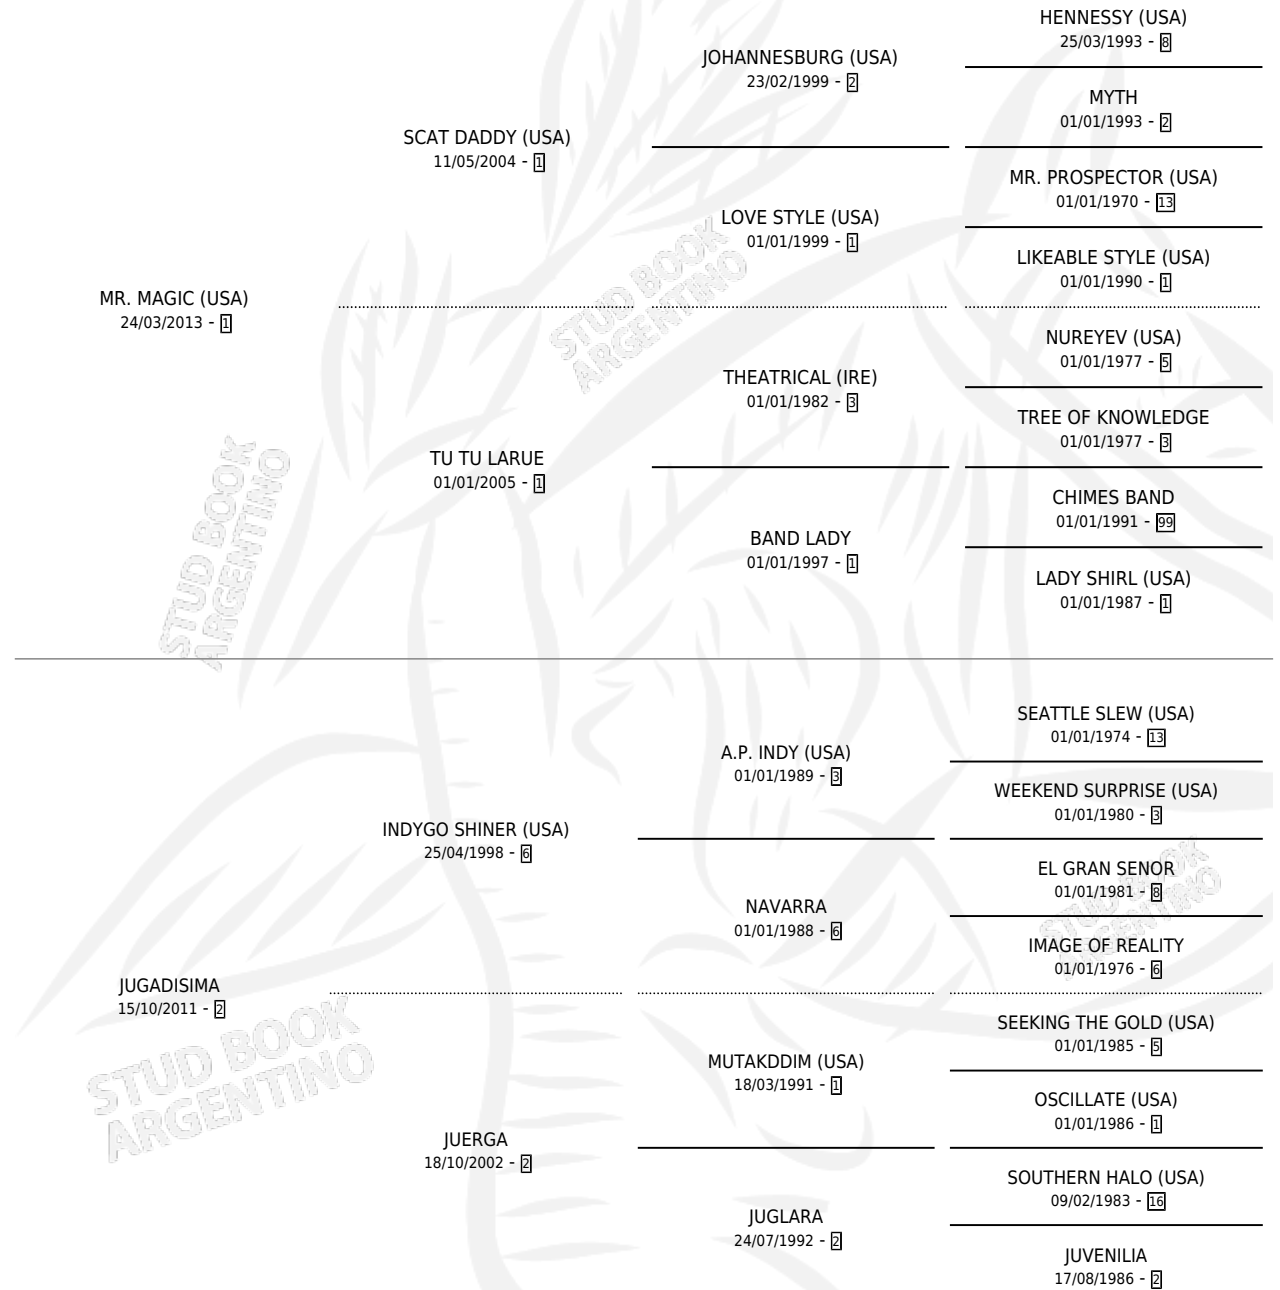 HENNESSY (USA)
25/03/1993 - 8
JOHANNESBURG (USA)
23/02/1999 - 2
MYTH
01/01/1993 - 2
SCAT DADDY (USA)
11/05/2004 - 1
MR. PROSPECTOR (USA)
01/01/1970 - 13
LOVE STYLE (USA)
01/01/1999 - 1
LIKEABLE STYLE (USA)
01/01/1990 - 1
MR. MAGIC (USA)
24/03/2013 - 1
STUD BOOK
ARGENTINO
NUREYEV (USA)
01/01/1977 - 5
THEATRICAL (IRE)
01/01/1982 - 3
TREE OF KNOWLEDGE
01/01/1977 - 3
TU TU LARUE
01/01/2005 - 1
CHIMES BAND
01/01/1991 - 99
BAND LADY
01/01/1997 - 1
LADY SHIRL (USA)
01/01/1987 - 1
STUD BOOK
ARGENTINO
SEATTLE SLEW (USA)
01/01/1974 - 13
A.P. INDY (USA)
01/01/1989 - 3
WEEKEND SURPRISE (USA)
01/01/1980 - 3
INDYGO SHINER (USA)
25/04/1998 - 6
EL GRAN SENOR
01/01/1981 - 8
NAVARRA
01/01/1988 - 6
STUD BOOK
ARGENTINO
IMAGE OF REALITY
01/01/1976 - 6
JUGADISIMA
15/10/2011 - 2
SEEKING THE GOLD (USA)
01/01/1985 - 5
MUTAKDDIM (USA)
18/03/1991 - 1
STUD BOOK
ARGENTINO
OSCILLATE (USA)
01/01/1986 - 1
JUERGA
18/10/2002 - 2
SOUTHERN HALO (USA)
09/02/1983 - 16
JUGLARA
24/07/1992 - 2
JUVENILIA
17/08/1986 - 2